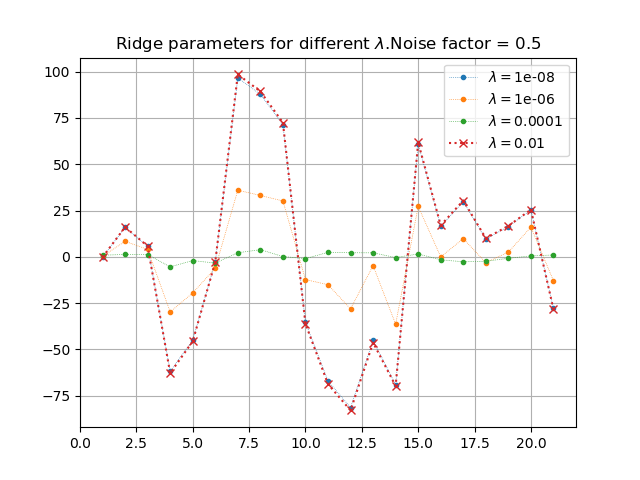 Ridge parameters for different λ.Noise factor = 0.5
100
75
50
25
0
−25
−50
−75
0.0 2.5 5.0 7.5 10.0 12.5 15.0 17.5 20.0
λ = 1e-08
λ = 1e-06
λ = 0.0001
λ = 0.01